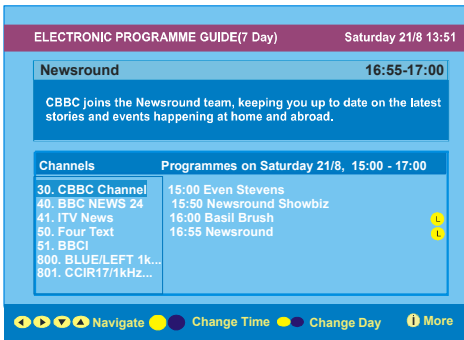 ELECTRONIC PROGRAMME GUIDE(7 Day) Saturday 21/8 13:51
Newsround 16:55-17:00
CBBC joins the Newsround team, keeping you up to date on the latest
stories and events happening at home and abroad.
Channels Programmes on Saturday 21/8, 15:00 - 17:00
30. CBBC Channel 15:00 Even Stevens
40. BBC NEWS 24 15:50 Newsround Showbiz
41. ITV News 16:00 Basil Brush L
50. Four Text 16:55 Newsround L
51. BBCI
800. BLUE/LEFT 1k...
801. CCIR17/1kHz...
Navigate Change Time Change Day i More